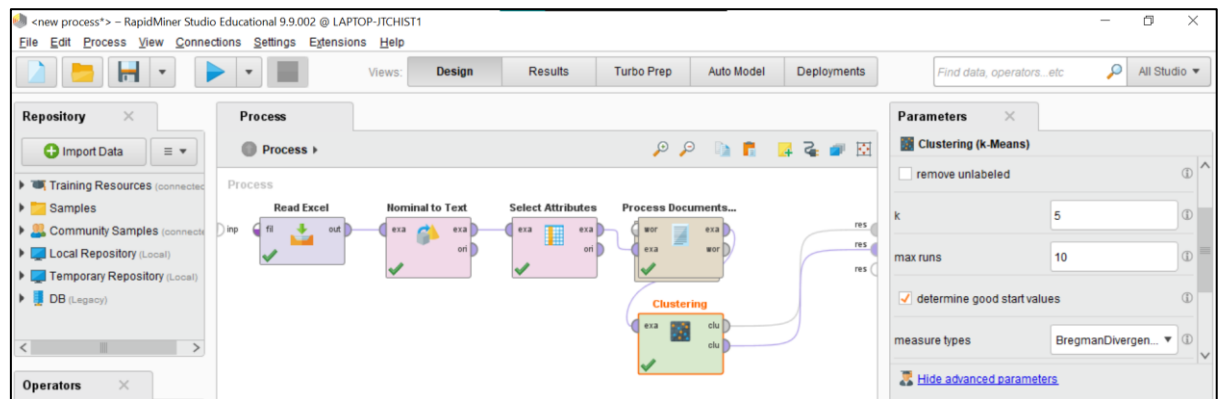 <new process*> – RapidMiner Studio Educational 9.9.002 @ LAPTOP-JTCHIST1
File Edit Process View Connections Settings Extensions Help
Views: Design Results Turbo Prep Auto Model Deployments Find data, operators...etc All Studio
Repository
Import Data
Training Resources (connected
Samples
Community Samples (connecte
Local Repository (Local)
Temporary Repository (Local)
DB (Legacy)
Operators
Process
Process
Process
Read Excel Nominal to Text Select Attributes Process Documents...
inp fil out exa exa exa exa wor exa res
ori ori exa wor res
res
Clustering
exa clu
clu
Parameters
Clustering (k-Means)
remove unlabeled
k 5
max runs 10
determine good start values
measure types BregmanDivergen...
Hide advanced parameters